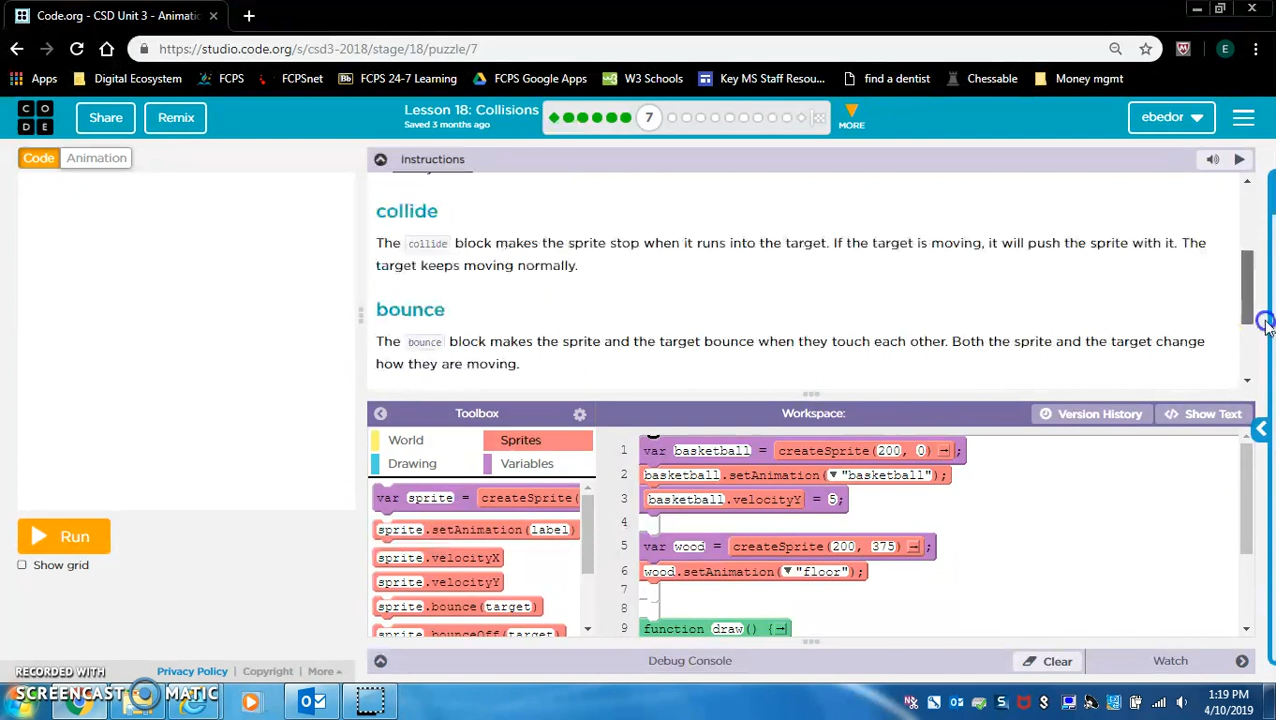 Code.org - CSD Unit 3 - Animatic
https://studio.code.org/s/csd3-2018/stage/18/puzzle/7
E
Apps Digital Ecosystem FCPS FCPSnet Bb FCPS 24-7 Learning FCPS Google Apps W3 Schools Key MS Staff Resou... find a dentist Chessable Money mgmt
C O D E
Share
Remix
Lesson 18: Collisions
Saved 3 months ago
7
MORE
ebedor
Code Animation
Instructions
collide
The collide block makes the sprite stop when it runs into the target. If the target is moving, it will push the sprite with it. The
target keeps moving normally.
bounce
The bounce block makes the sprite and the target bounce when they touch each other. Both the sprite and the target change
how they are moving.
Toolbox
Workspace:
Version History
</> Show Text
World
Sprites
Drawing
Variables
var sprite = createSprite(
sprite.setAnimation(label)
sprite.velocityX
sprite.velocityY
sprite.bounce(target)
sprite.bounceOff(target)
1 var basketball = createSprite(200, 0);
2 basketball.setAnimation("basketball");
3 basketball.velocityY = 5;
4
5 var wood = createSprite(200, 375);
6 wood.setAnimation("floor");
7
8
9 function draw() {
Run
Show grid
Debug Console
Clear
Watch
RECORDED WITH
SCREENCAST MATIC
Privacy Policy | Copyright | More
1:19 PM
4/10/2019